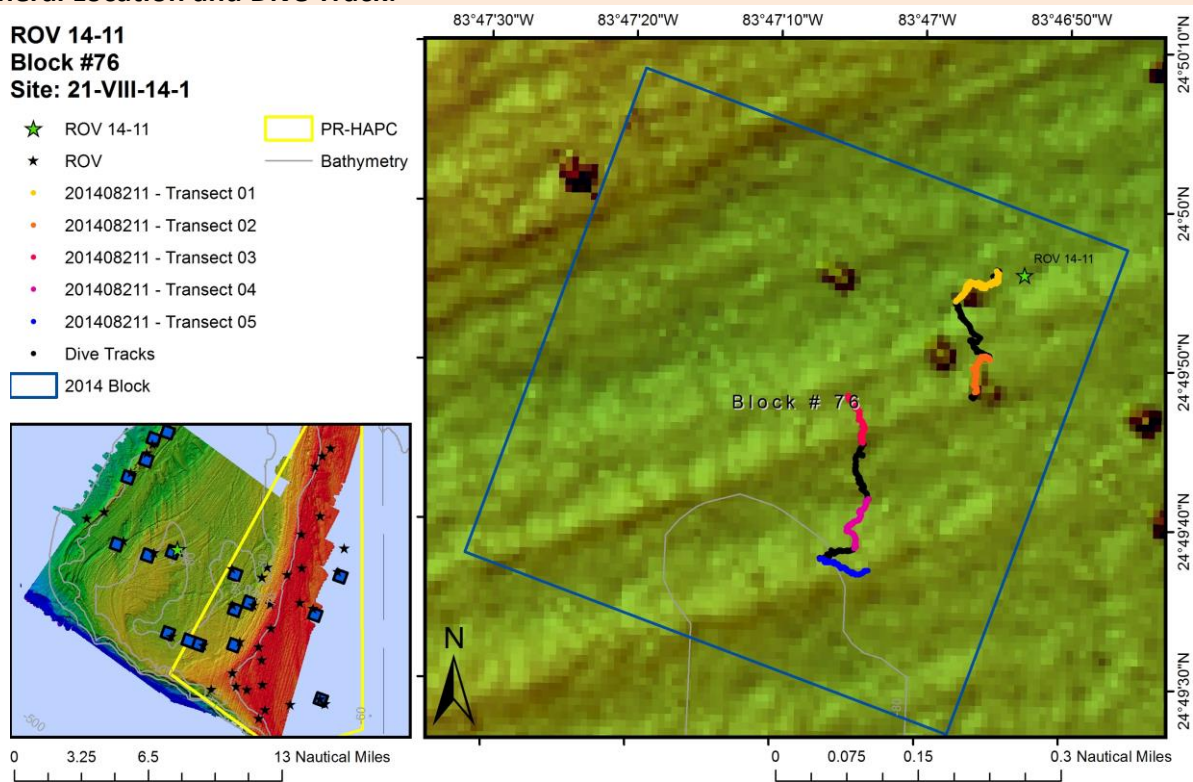 ROV 14-11
Block #76
Site: 21-VIII-14-1
ROV 14-11
ROV
201408211 - Transect 01
201408211 - Transect 02
201408211 - Transect 03
201408211 - Transect 04
201408211 - Transect 05
Dive Tracks
2014 Block
PR-HAPC
Bathymetry
-500
-60
0 3.25 6.5 13 Nautical Miles
83°47'30"W 83°47'20"W 83°47'10"W 83°47'W 83°46'50"W
24°50'10"N
24°50'N
24°49'50"N
24°49'40"N
24°49'30"N
ROV 14-11
Block # 76
-80
N
0 0.075 0.15 0.3 Nautical Miles